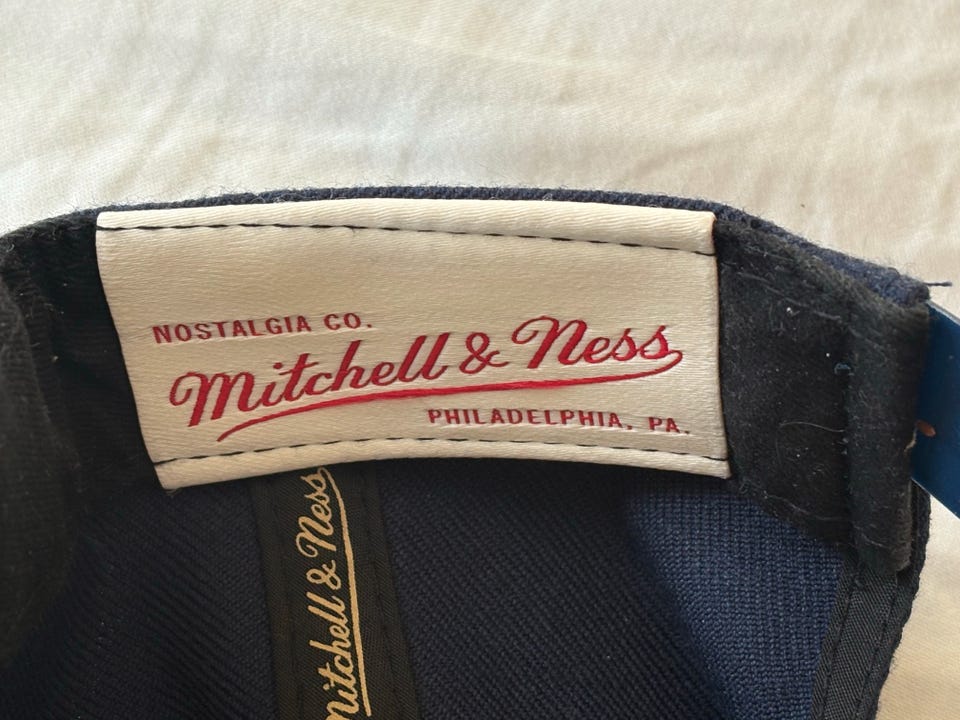 NOSTALGIA CO.
Mitchell & Ness
PHILADELPHIA, PA.
Mitchell & Ness